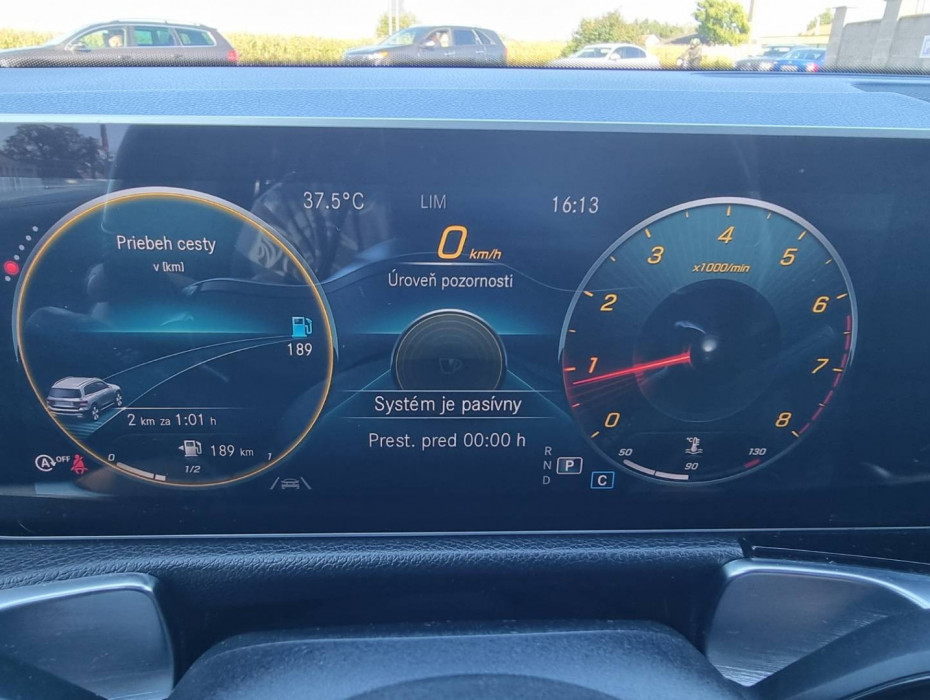 37.5°C LIM 16:13
0 km/h
Priebeh cesty
v [km]
Úroveň pozornosti
189
2 km za 1:01 h
189 km
0 1/2 1
A OFF
Systém je pasívny
Prest. pred 00:00 h
R
N P
D
C
0 1 2 3 4 5 6 7 8
x1000/min
50 90 130